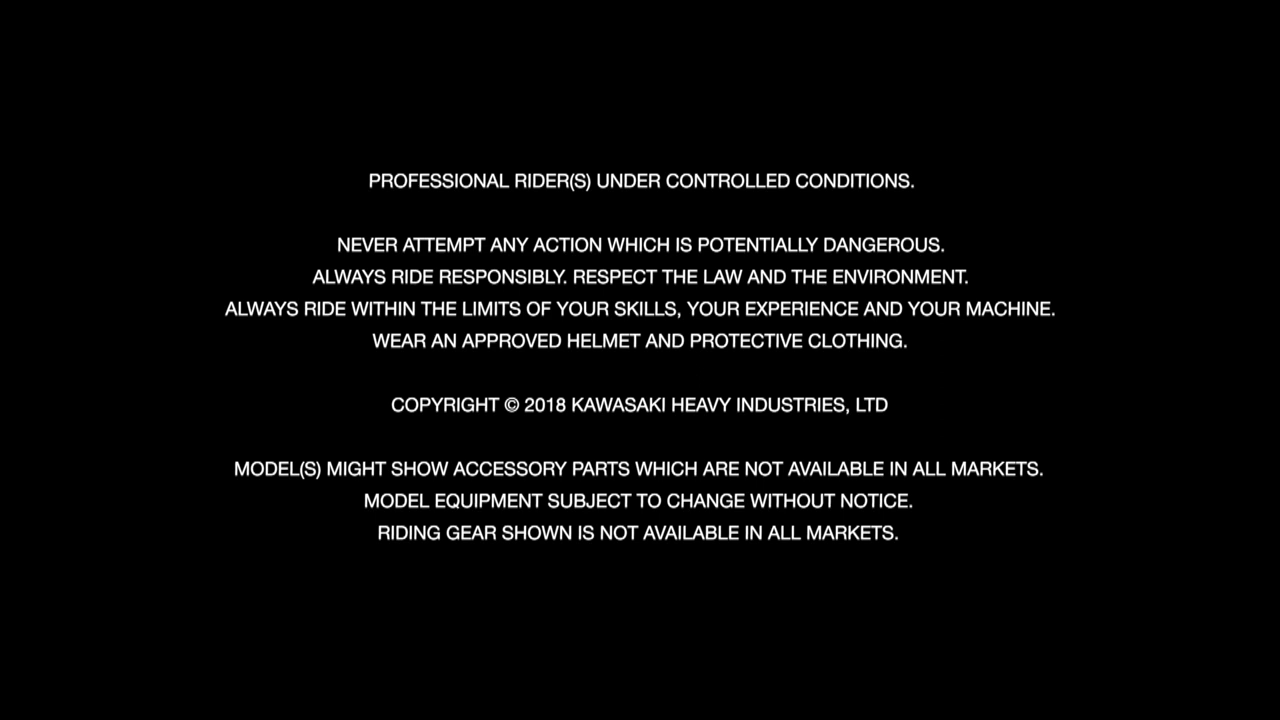 PROFESSIONAL RIDER(S) UNDER CONTROLLED CONDITIONS.
NEVER ATTEMPT ANY ACTION WHICH IS POTENTIALLY DANGEROUS.
ALWAYS RIDE RESPONSIBLY. RESPECT THE LAW AND THE ENVIRONMENT.
ALWAYS RIDE WITHIN THE LIMITS OF YOUR SKILLS, YOUR EXPERIENCE AND YOUR MACHINE.
WEAR AN APPROVED HELMET AND PROTECTIVE CLOTHING.
COPYRIGHT © 2018 KAWASAKI HEAVY INDUSTRIES, LTD
MODEL(S) MIGHT SHOW ACCESSORY PARTS WHICH ARE NOT AVAILABLE IN ALL MARKETS.
MODEL EQUIPMENT SUBJECT TO CHANGE WITHOUT NOTICE.
RIDING GEAR SHOWN IS NOT AVAILABLE IN ALL MARKETS.